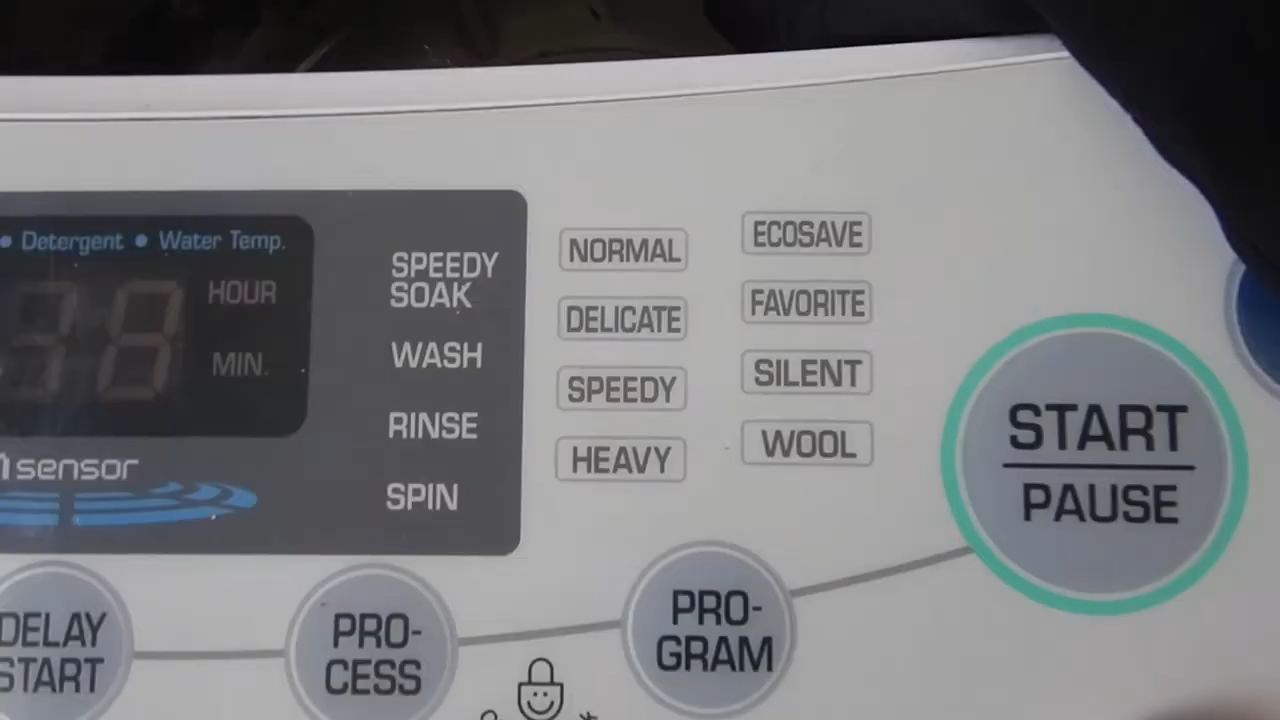 • Detergent • Water Temp.
38
HOUR
MIN.
sensor
SPEEDY
SOAK
WASH
RINSE
SPIN
NORMAL
DELICATE
SPEEDY
HEAVY
ECOSAVE
FAVORITE
SILENT
WOOL
START
PAUSE
DELAY
START
PRO-
CESS
PRO-
GRAM